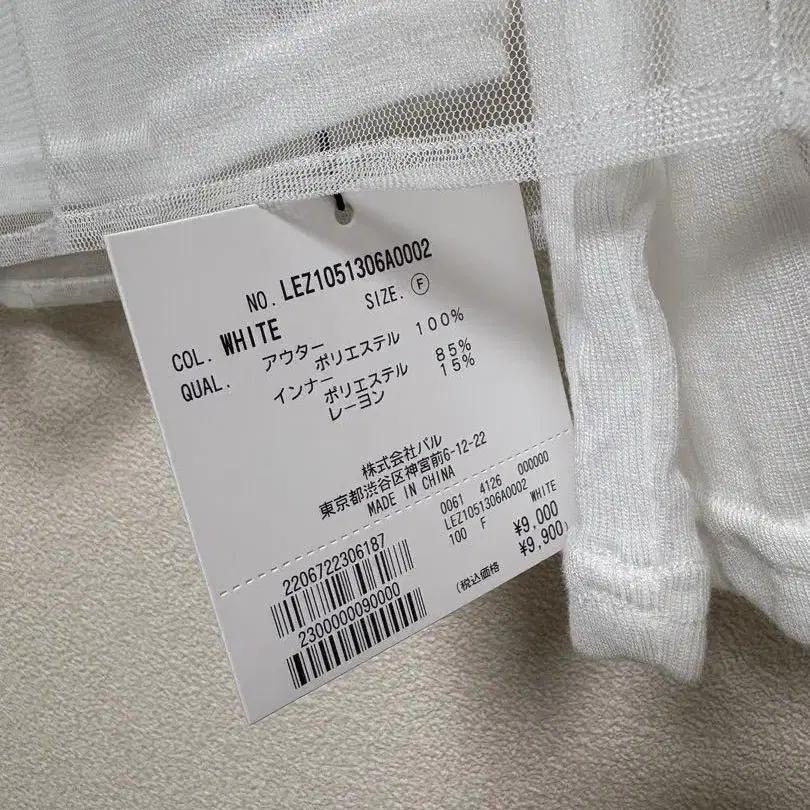 NO. LEZ1051306A0002
SIZE. F
COL. WHITE
QUAL. アウター
ポリエステル 100%
インナー
ポリエステル 85%
レーヨン 15%
株式会社パル
東京都渋谷区神宮前6-12-22
MADE IN CHINA
0061 4126 000000
LEZ1051306A0002 WHITE
100 F
¥9,000
(税込価格 ¥9,900)
2206722306187
2300000090000